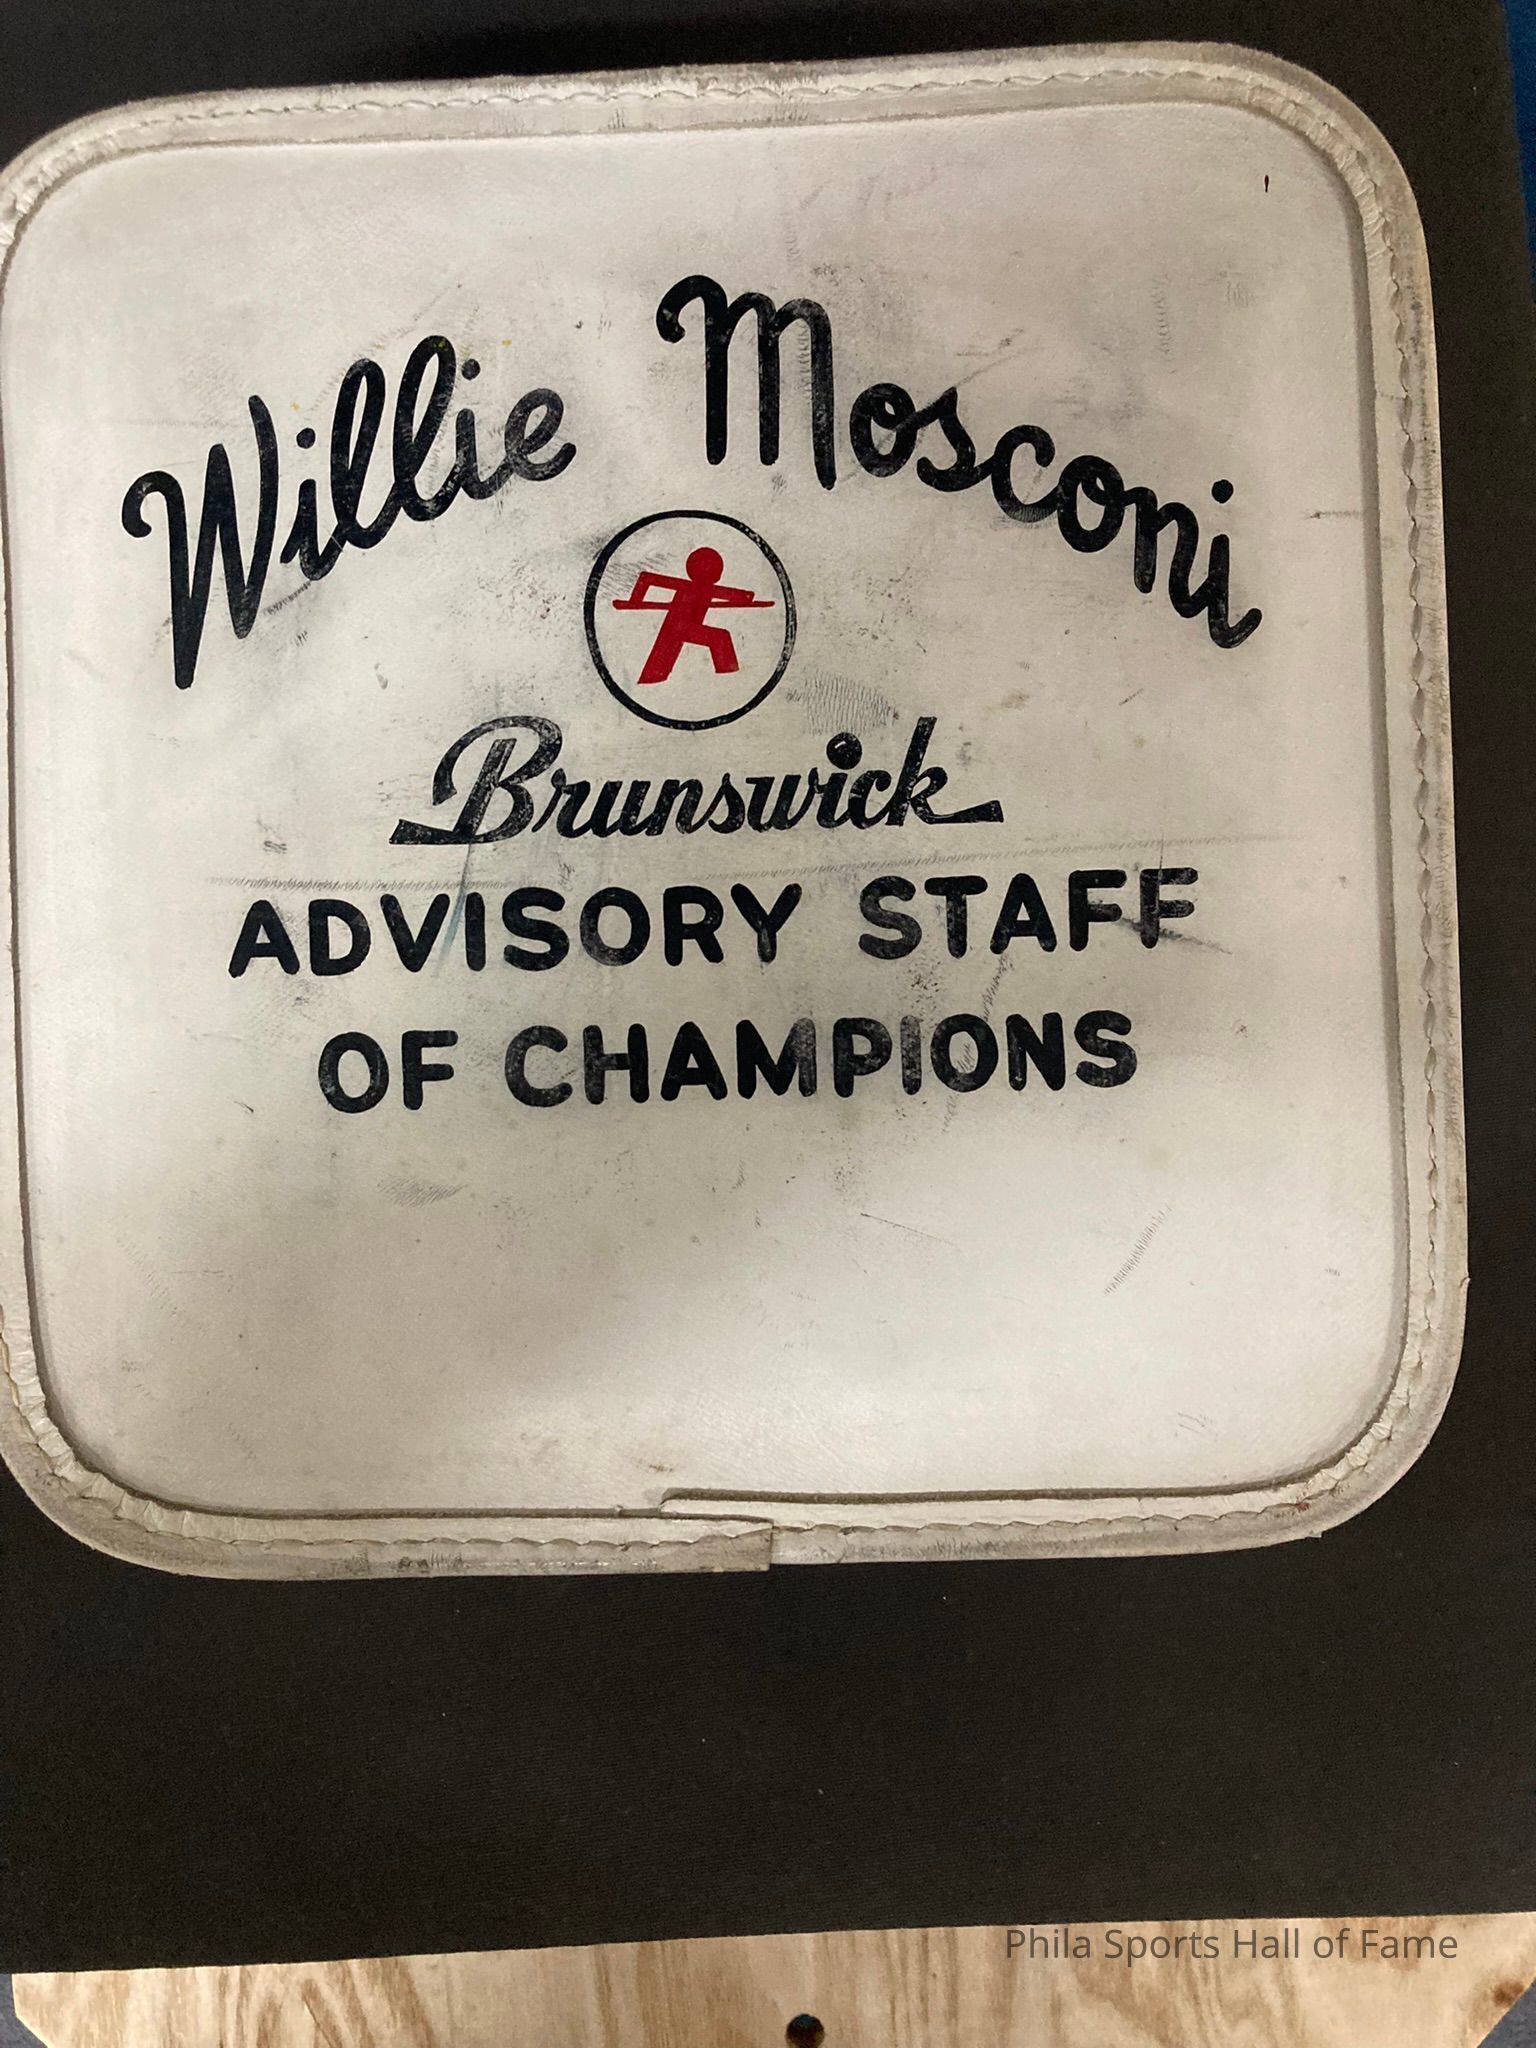 Willie Mosconi
Brunswick
ADVISORY STAFF
OF CHAMPIONS
Phila Sports Hall of Fame